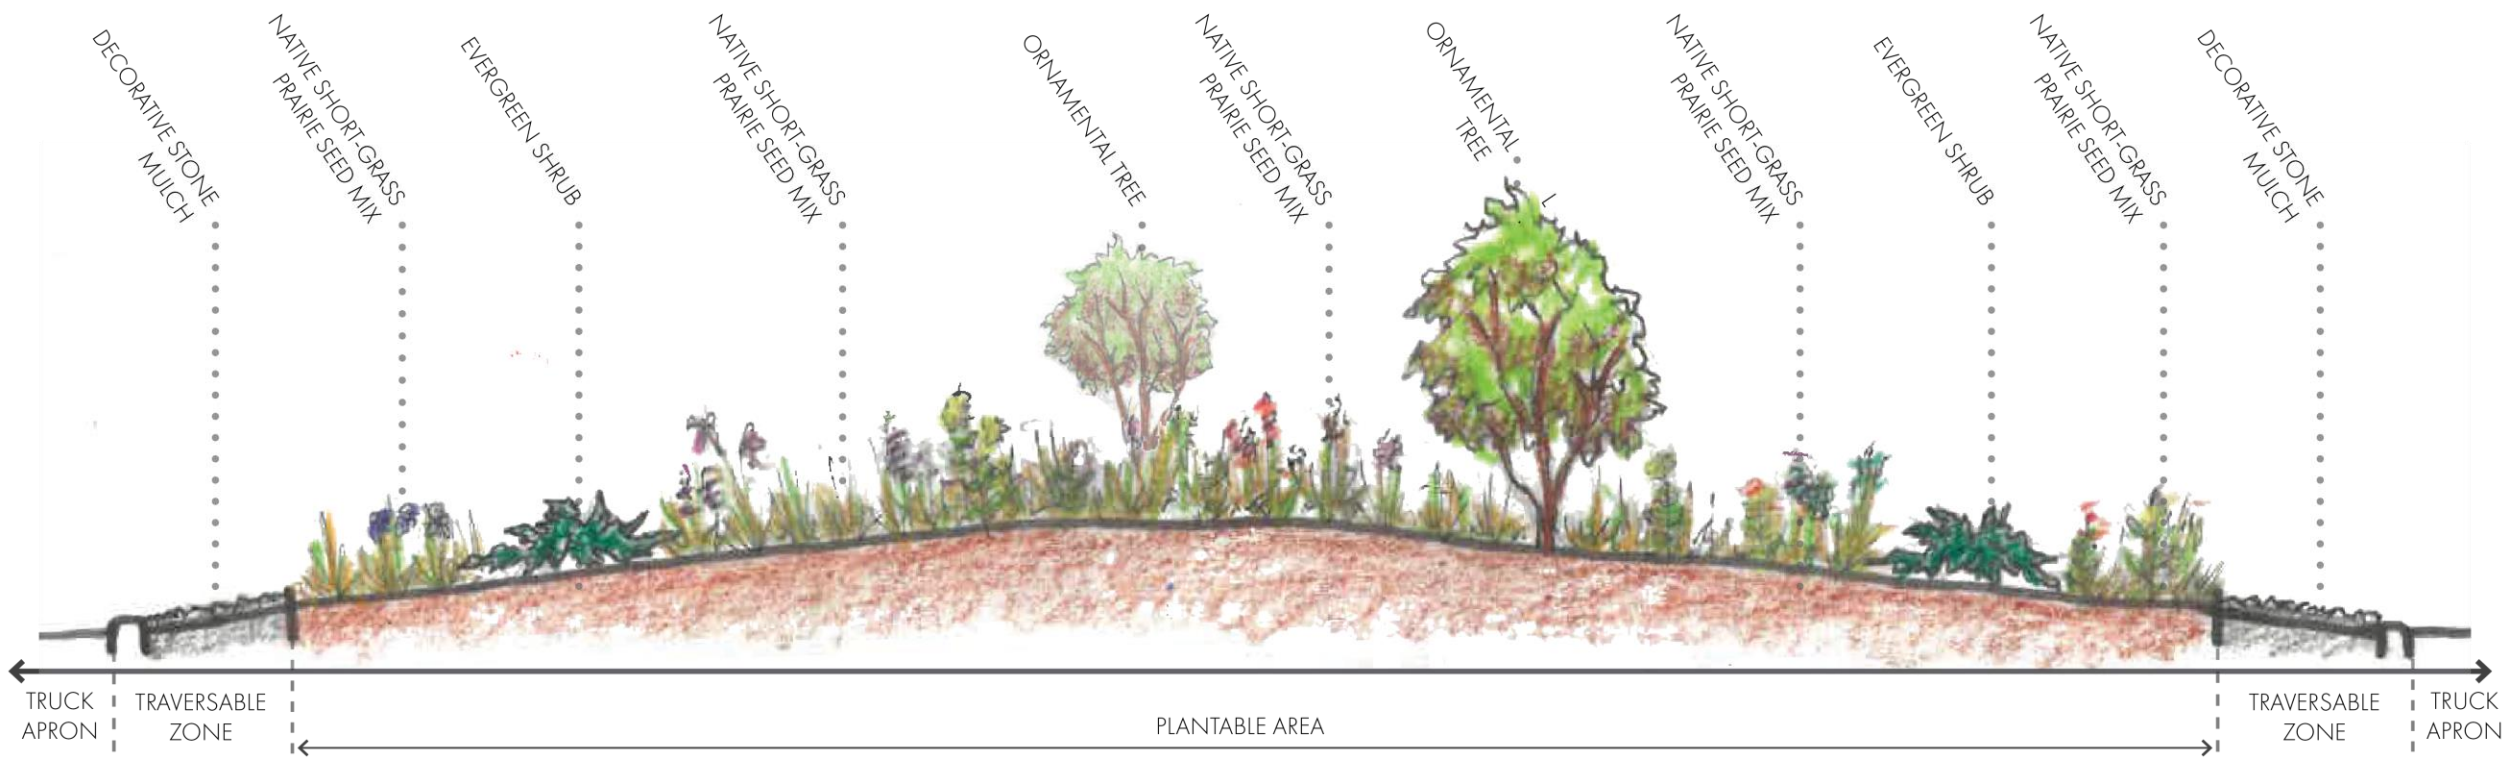 DECORATIVE STONE
MULCH
NATIVE SHORT-GRASS
PRAIRIE SEED MIX
EVERGREEN SHRUB
NATIVE SHORT-GRASS
PRAIRIE SEED MIX
ORNAMENTAL TREE
NATIVE SHORT-GRASS
PRAIRIE SEED MIX
ORNAMENTAL
TREE
L
NATIVE SHORT-GRASS
PRAIRIE SEED MIX
EVERGREEN SHRUB
NATIVE SHORT-GRASS
PRAIRIE SEED MIX
DECORATIVE STONE
MULCH
TRUCK
APRON
TRAVERSABLE
ZONE
PLANTABLE AREA
TRAVERSABLE
ZONE
TRUCK
APRON